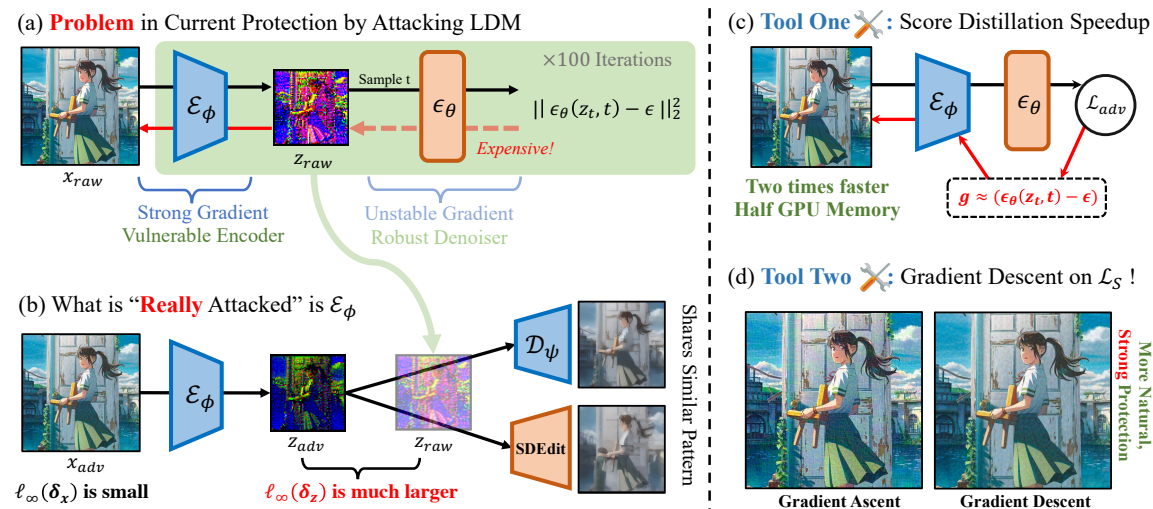 (a) Problem in Current Protection by Attacking LDM
×100 Iterations
Sample t
ℰ_ϕ
ϵ_θ
|| ϵ_θ(z_t, t) − ϵ ||₂²
Expensive!
x_raw
z_raw
Strong Gradient
Vulnerable Encoder
Unstable Gradient
Robust Denoiser
(b) What is “Really Attacked” is ℰ_ϕ
ℰ_ϕ
𝒟_ψ
SDEdit
x_adv
z_adv
z_raw
ℓ_∞(δ_x) is small
ℓ_∞(δ_z) is much larger
Shares Similar Pattern
(c) Tool One : Score Distillation Speedup
ℰ_ϕ
ϵ_θ
ℒ_adv
Two times faster
Half GPU Memory
g ≈ (ϵ_θ(z_t, t) − ϵ)
(d) Tool Two : Gradient Descent on ℒ_S !
More Natural,
Strong Protection
Gradient Ascent
Gradient Descent